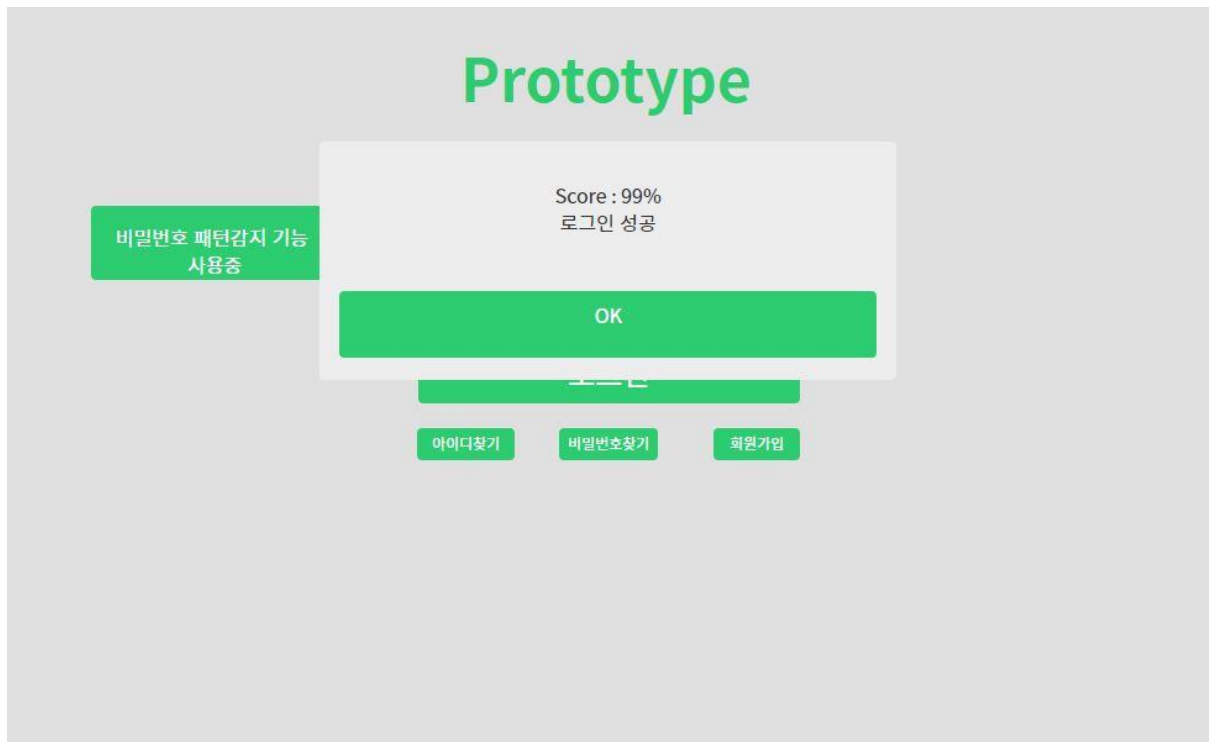 Prototype
Score : 99%
로그인 성공
비밀번호 패턴감지 기능
사용중
OK
아이디찾기 비밀번호찾기 회원가입